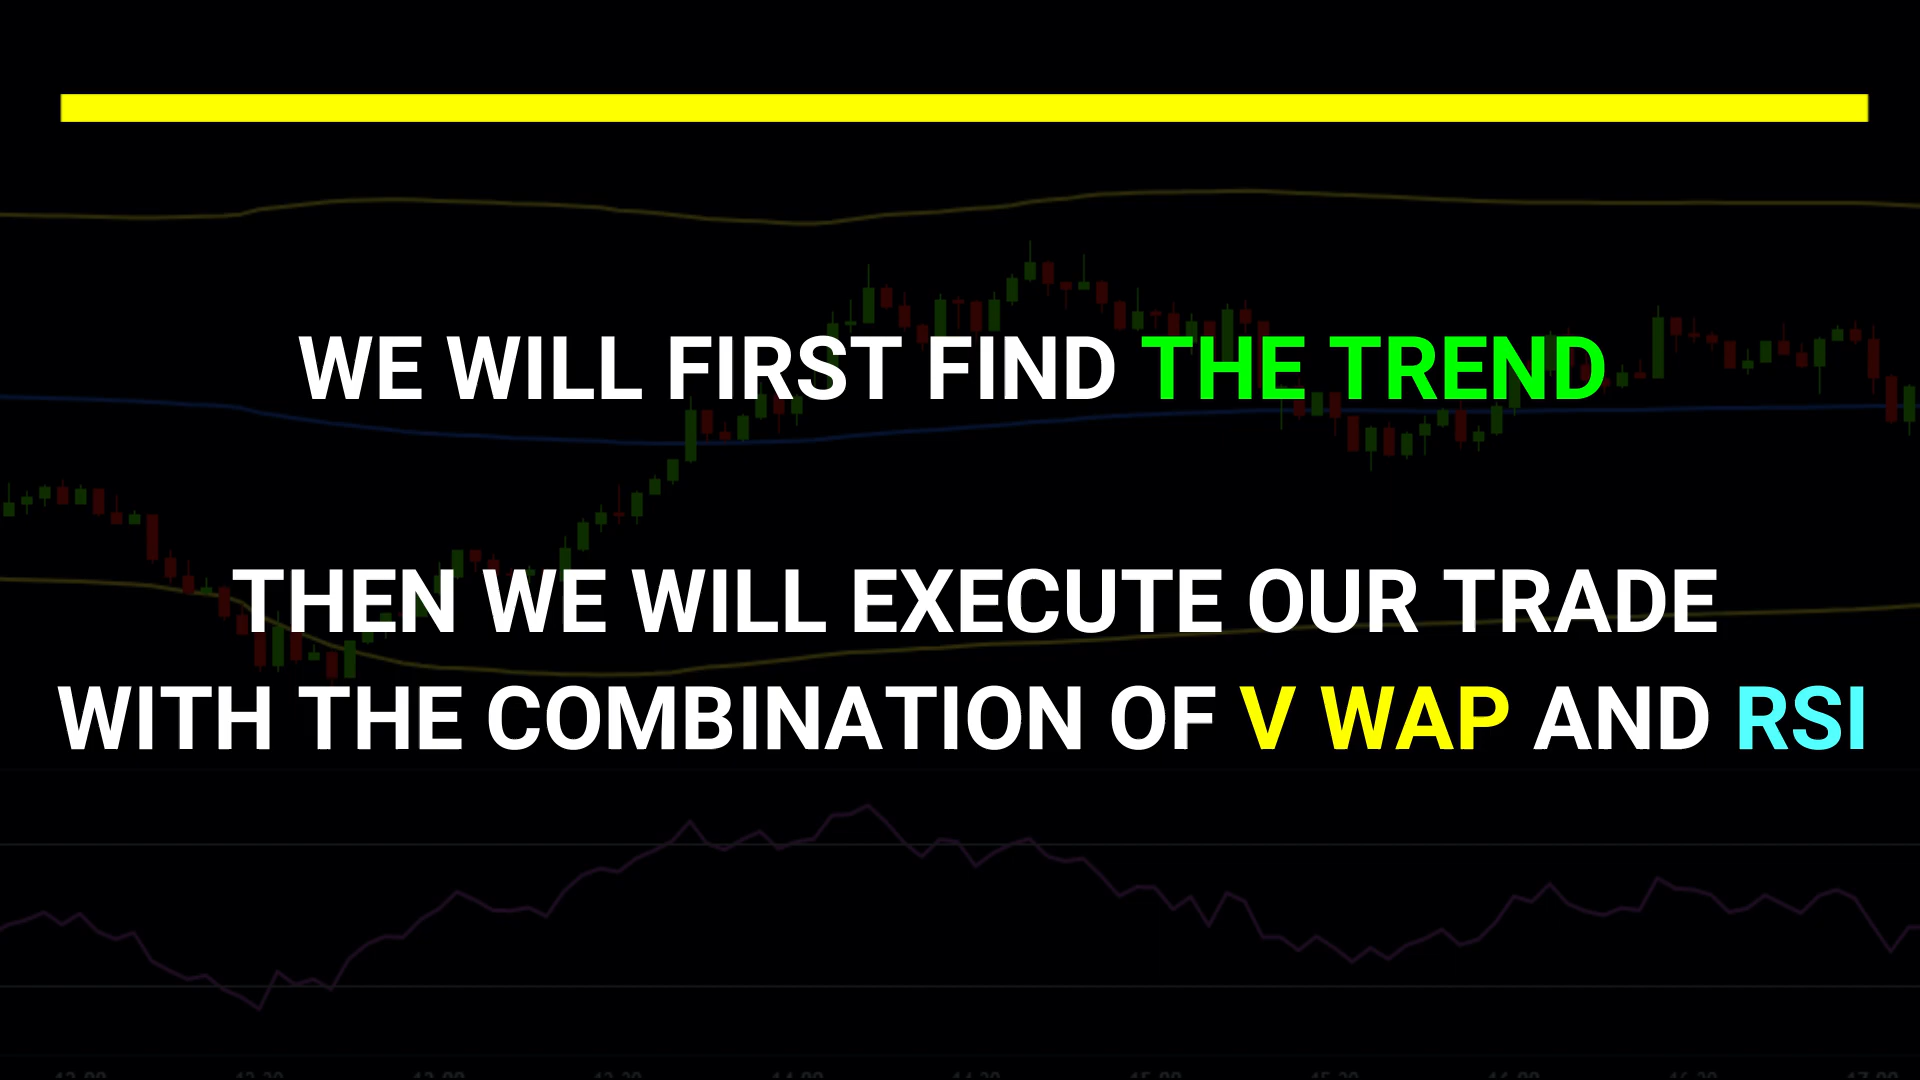 WE WILL FIRST FIND THE TREND
THEN WE WILL EXECUTE OUR TRADE
WITH THE COMBINATION OF V WAP AND RSI